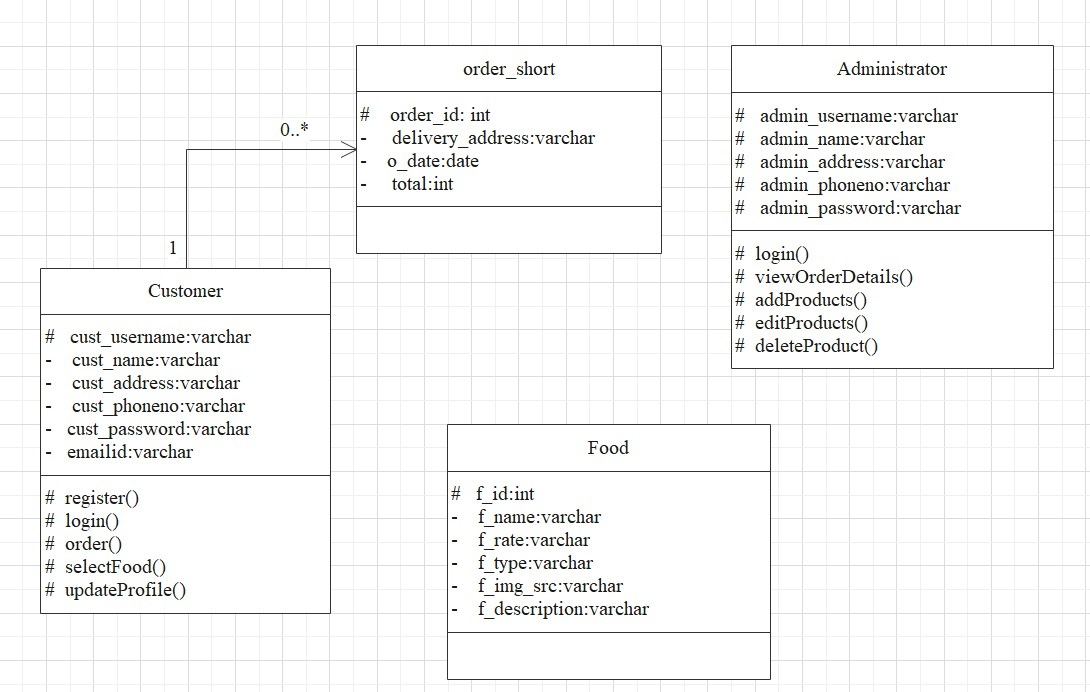 order_short
# order_id: int
- delivery_address:varchar
- o_date:date
- total:int
Administrator
# admin_username:varchar
# admin_name:varchar
# admin_address:varchar
# admin_phoneno:varchar
# admin_password:varchar
# login()
# viewOrderDetails()
# addProducts()
# editProducts()
# deleteProduct()
0..*
1
Customer
# cust_username:varchar
- cust_name:varchar
- cust_address:varchar
- cust_phoneno:varchar
- cust_password:varchar
- emailid:varchar
# register()
# login()
# order()
# selectFood()
# updateProfile()
Food
# f_id:int
- f_name:varchar
- f_rate:varchar
- f_type:varchar
- f_img_src:varchar
- f_description:varchar